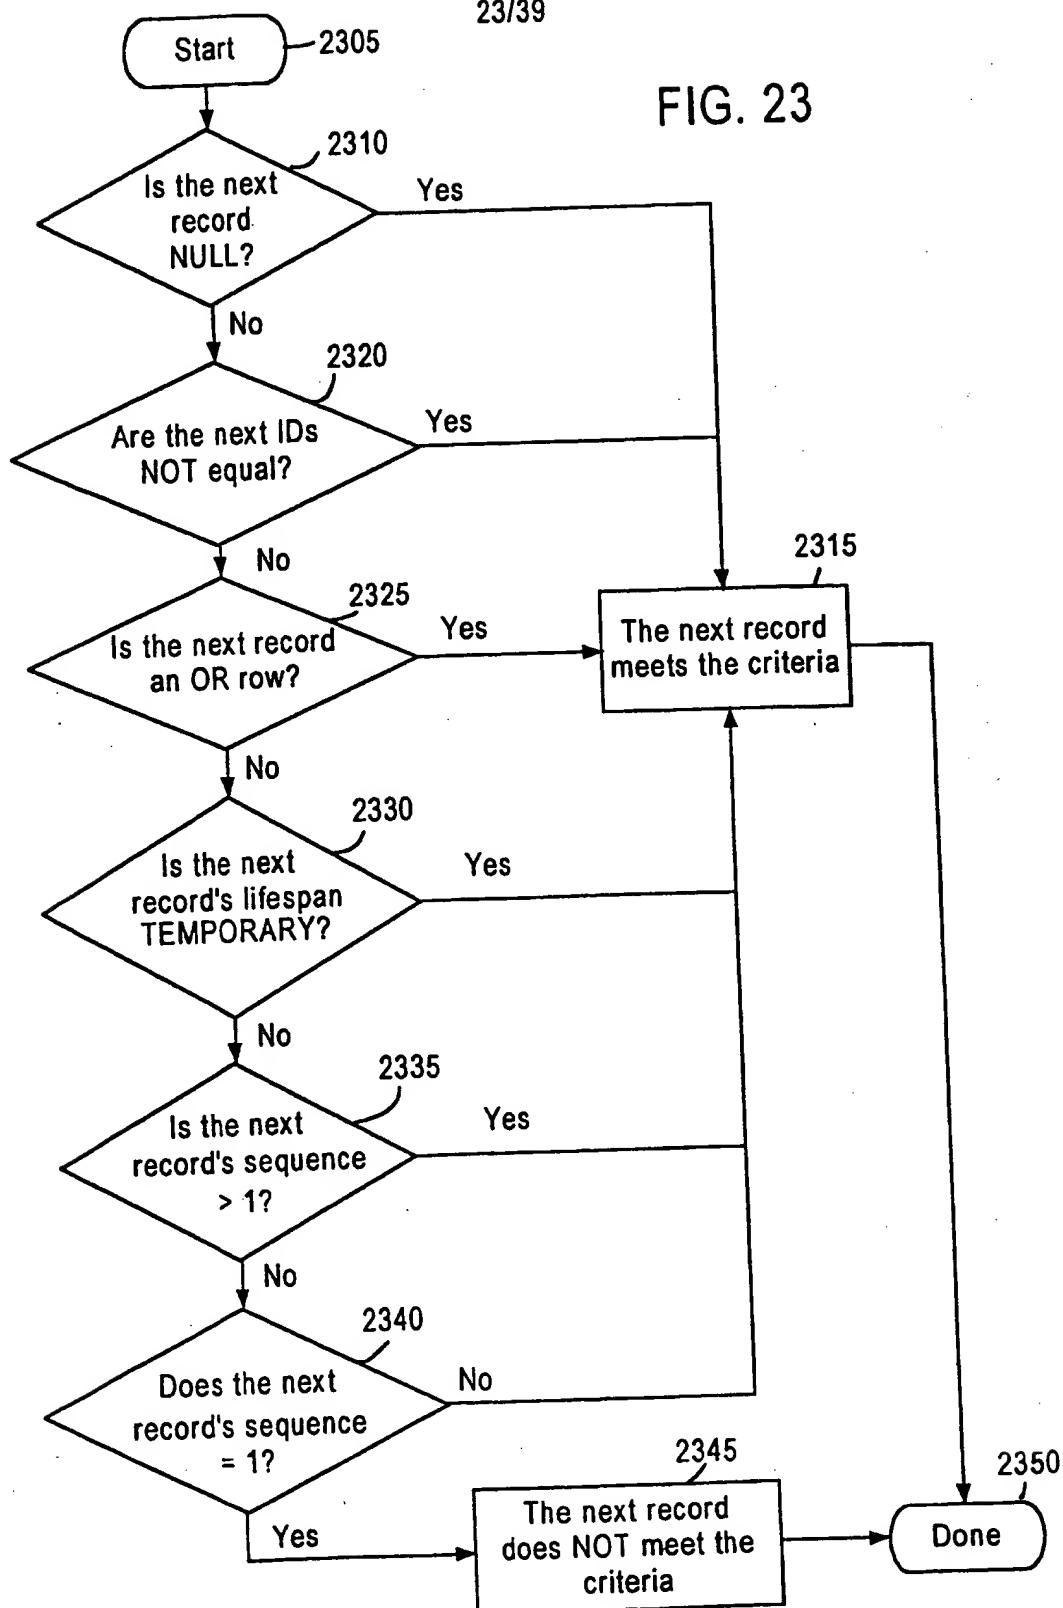 23/39
Start
2305
FIG. 23
2310
Is the next
record
NULL?
Yes
No
2320
Are the next IDs
NOT equal?
Yes
No
2325
Is the next record
an OR row?
Yes
2315
The next record
meets the criteria
No
2330
Is the next
record's lifespan
TEMPORARY?
Yes
No
2335
Is the next
record's sequence
> 1?
Yes
No
2340
Does the next
record's sequence
= 1?
No
Yes
2345
The next record
does NOT meet the
criteria
2350
Done